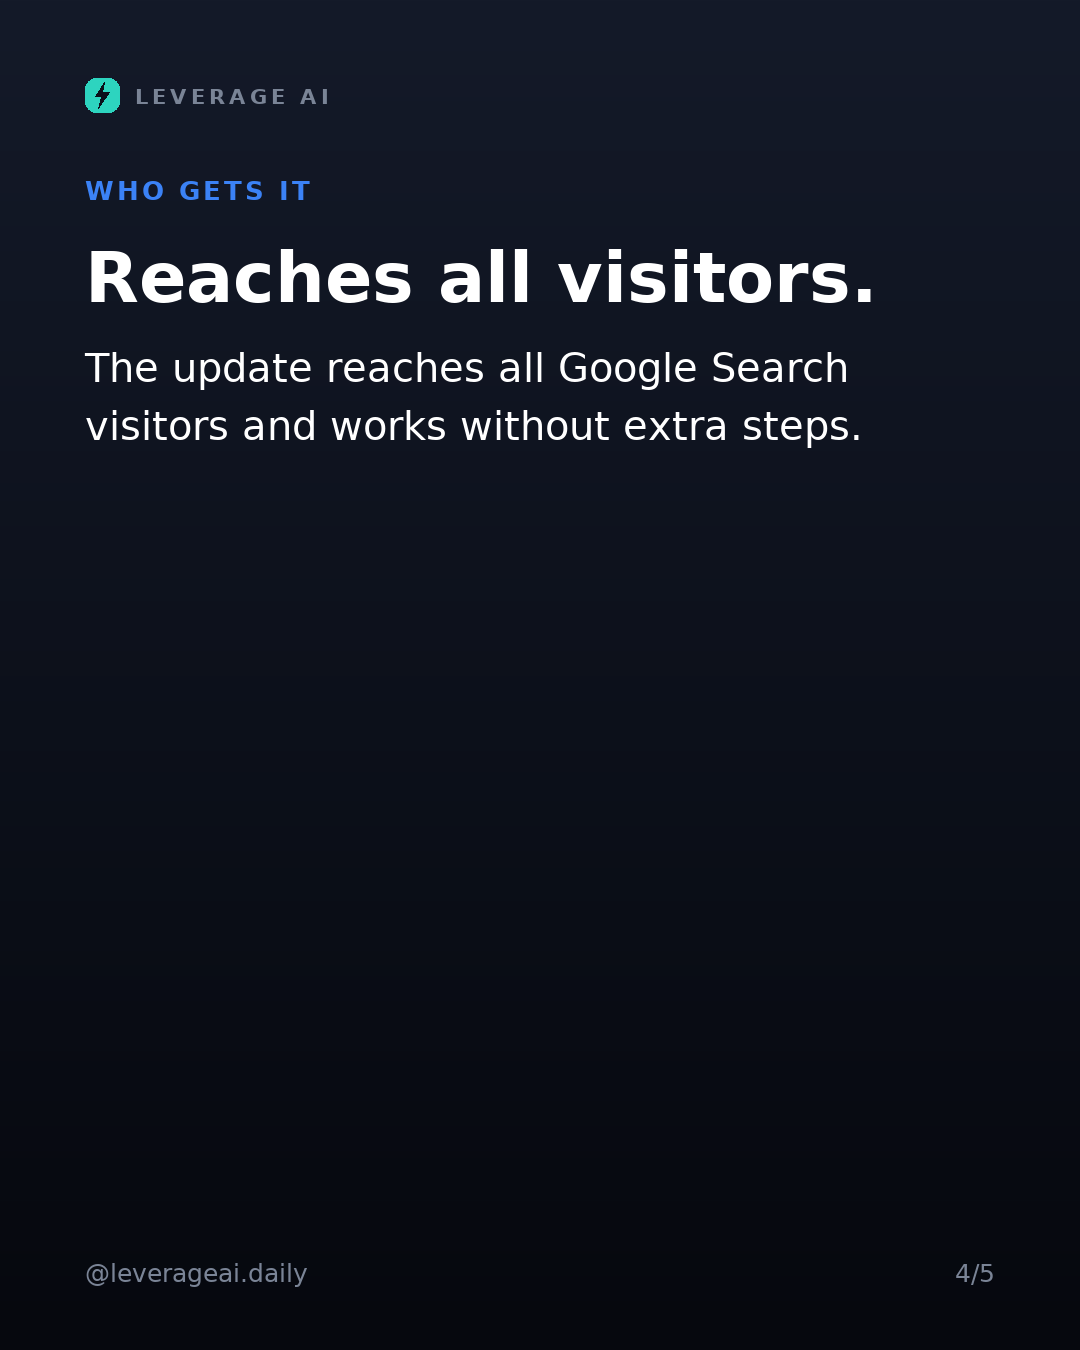 LEVERAGE AI
WHO GETS IT
Reaches all visitors.
The update reaches all Google Search
visitors and works without extra steps.
@leverageai.daily
4/5